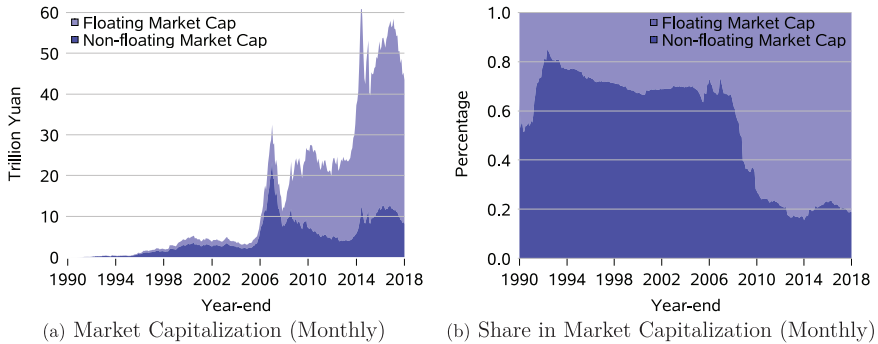 Floating Market Cap
Non-floating Market Cap
60
50
40
30
20
10
0
Trillion Yuan
1990 1994 1998 2002 2006 2010 2014 2018
Year-end
(a) Market Capitalization (Monthly)
Floating Market Cap
Non-floating Market Cap
1.0
0.8
0.6
0.4
0.2
0.0
Percentage
1990 1994 1998 2002 2006 2010 2014 2018
Year-end
(b) Share in Market Capitalization (Monthly)